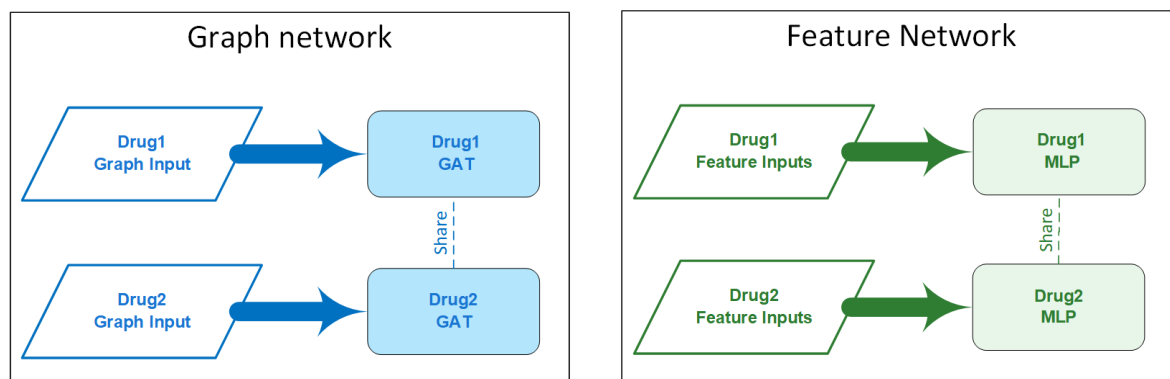 Graph network
Drug1
Graph Input
Drug1
GAT
Share
Drug2
Graph Input
Drug2
GAT
Feature Network
Drug1
Feature Inputs
Drug1
MLP
Share
Drug2
Feature Inputs
Drug2
MLP